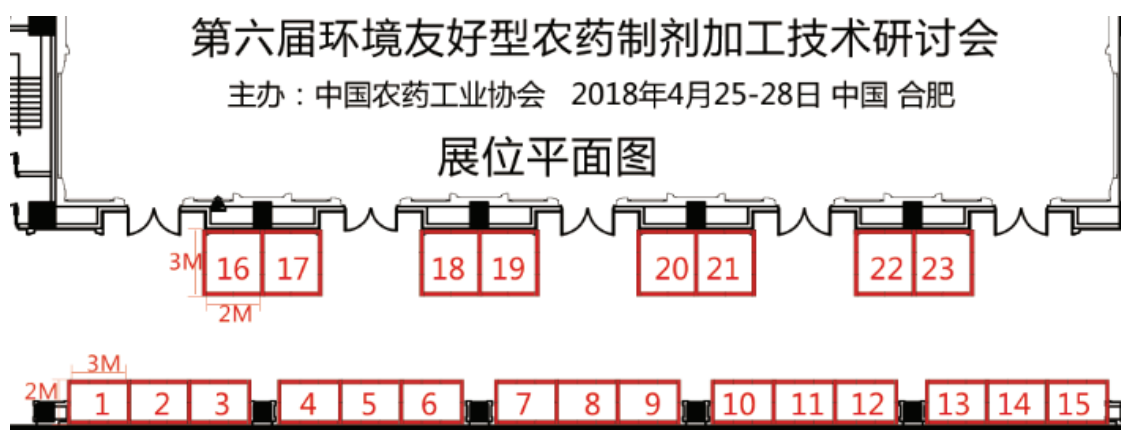 第六届环境友好型农药制剂加工技术研讨会
主办：中国农药工业协会 2018年4月25-28日 中国 合肥
展位平面图
3M 16 17 18 19 20 21 22 23
2M
3M
2M 1 2 3 4 5 6 7 8 9 10 11 12 13 14 15